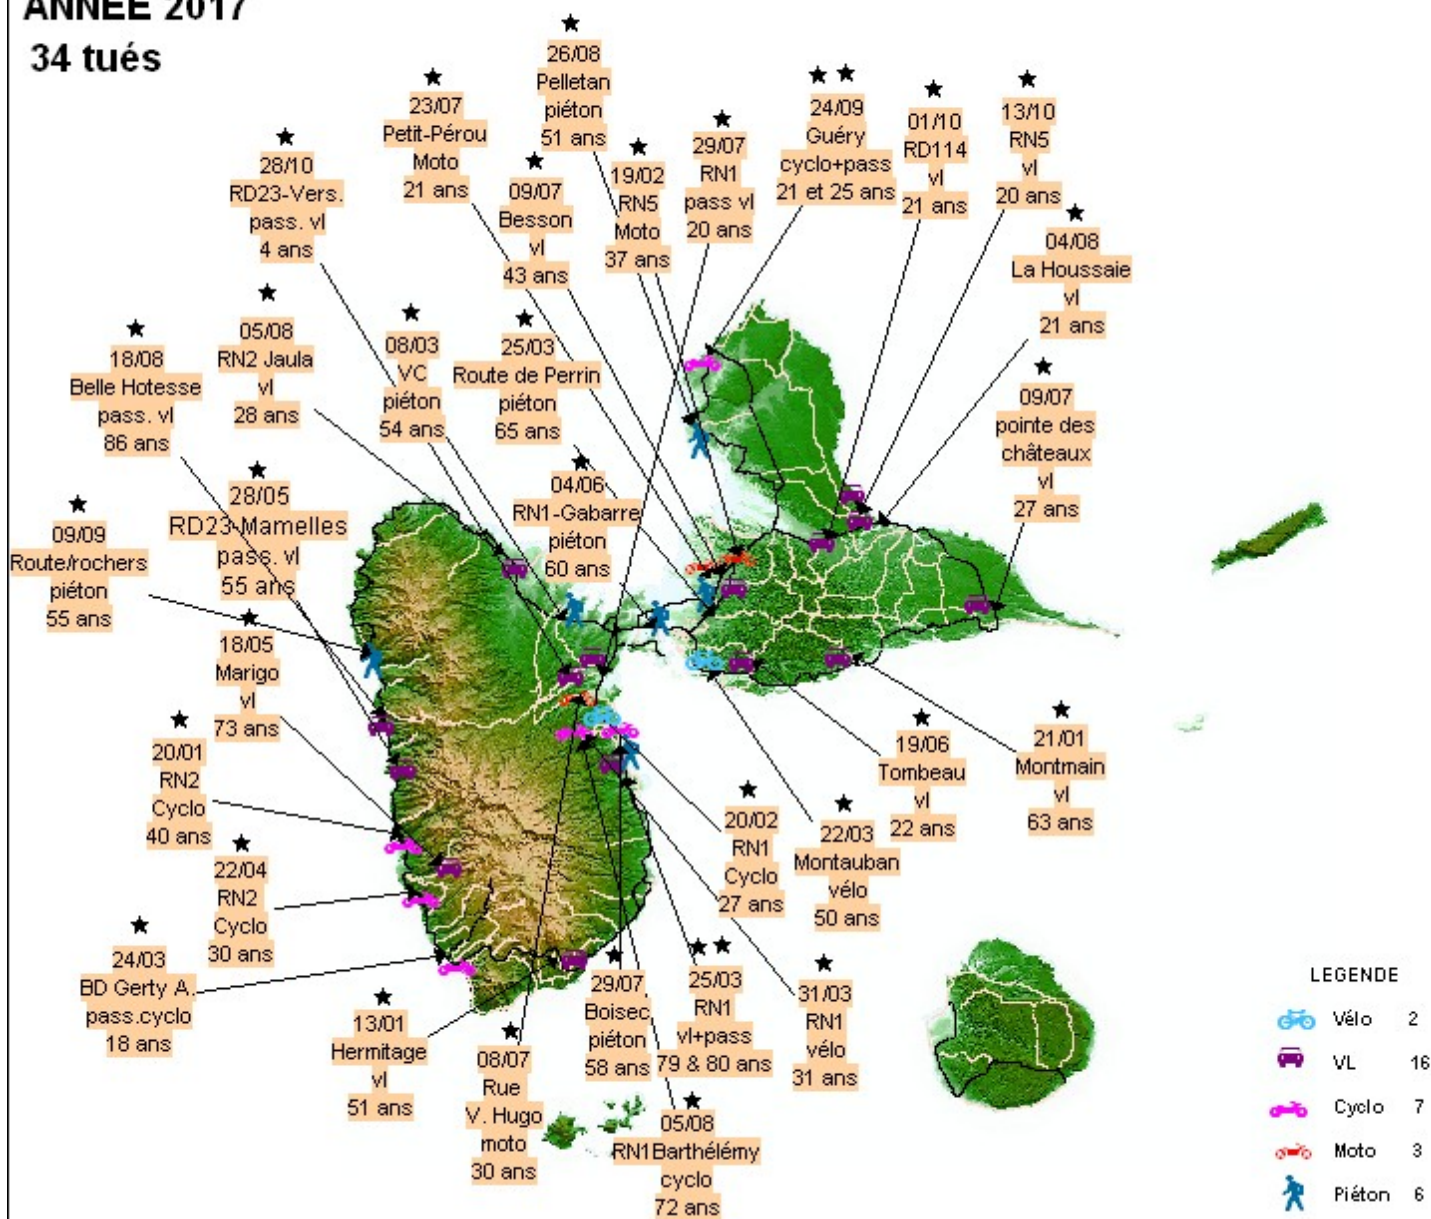 ANNEE 2017
34 tués
26/08
Pelletan
piéton
51 ans
23/07
Petit-Pérou
Moto
21 ans
28/10
RD23-Vers.
pass. vl
4 ans
09/07
Besson
vl
43 ans
19/02
RN5
Moto
37 ans
29/07
RN1
pass vl
20 ans
24/09
Guéry
cyclo+pass
21 et 25 ans
01/10
RD114
vl
21 ans
13/10
RN5
vl
20 ans
04/08
La Houssaie
vl
21 ans
18/08
Belle Hotesse
pass. vl
86 ans
05/08
RN2 Jaula
vl
28 ans
08/03
VC
piéton
54 ans
25/03
Route de Perrin
piéton
65 ans
09/07
pointe des
châteaux
vl
27 ans
09/09
Route/rochers
piéton
55 ans
28/05
RD23-Mamelles
pass. vl
55 ans
04/06
RN1-Gabarre
piéton
60 ans
18/05
Marigo
vl
73 ans
20/01
RN2
Cyclo
40 ans
22/04
RN2
Cyclo
30 ans
24/03
BD Gerty A.
pass.cyclo
18 ans
13/01
Hermitage
vl
51 ans
08/07
Rue
V. Hugo
moto
30 ans
29/07
Boisec
piéton
58 ans
25/03
RN1
vl+pass
79 & 80 ans
05/08
RN1Barthélémy
cyclo
72 ans
20/02
RN1
Cyclo
27 ans
31/03
RN1
vélo
31 ans
22/03
Montauban
vélo
50 ans
19/06
Tombeau
vl
22 ans
21/01
Montmain
vl
63 ans
LEGENDE
Vélo 2
VL 16
Cyclo 7
Moto 3
Piéton 6